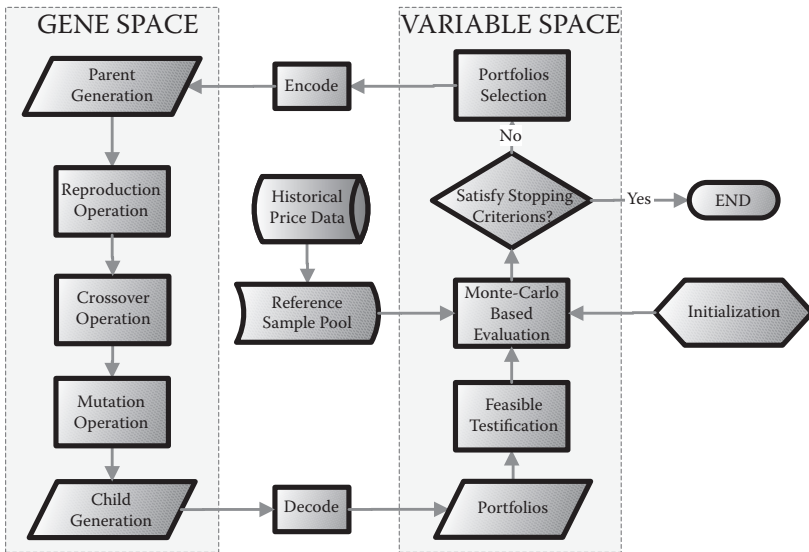 GENE SPACE
VARIABLE SPACE
Parent
Generation
Encode
Portfolios
Selection
No
Reproduction
Operation
Historical
Price Data
Satisfy Stopping
Criterions?
Yes
END
Crossover
Operation
Reference
Sample Pool
Monte-Carlo
Based
Evaluation
Initialization
Mutation
Operation
Feasible
Testification
Child
Generation
Decode
Portfolios